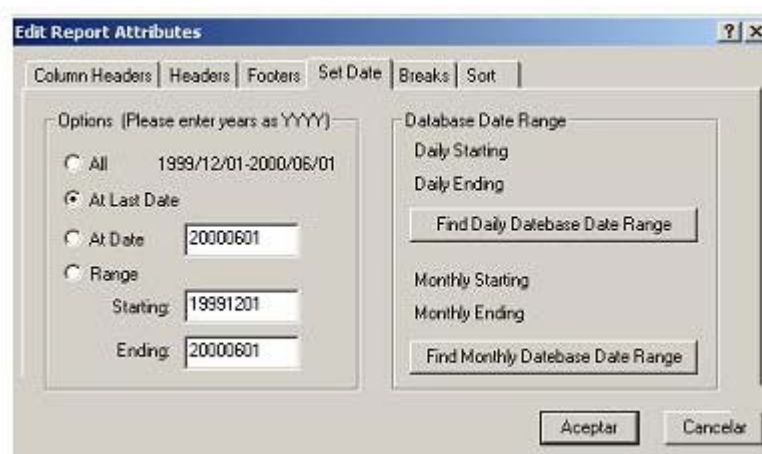 Edit Report Attributes
Column Headers Headers Footers Set Date Breaks Sort
Options (Please enter years as YYYY)
All 1999/12/01-2000/06/01
At Last Date
At Date 20000601
Range
Starting: 19991201
Ending: 20000601
Database Date Range
Daily Starting
Daily Ending
Find Daily Datebase Date Range
Monthly Starting
Monthly Ending
Find Monthly Datebase Date Range
Aceptar Cancelar